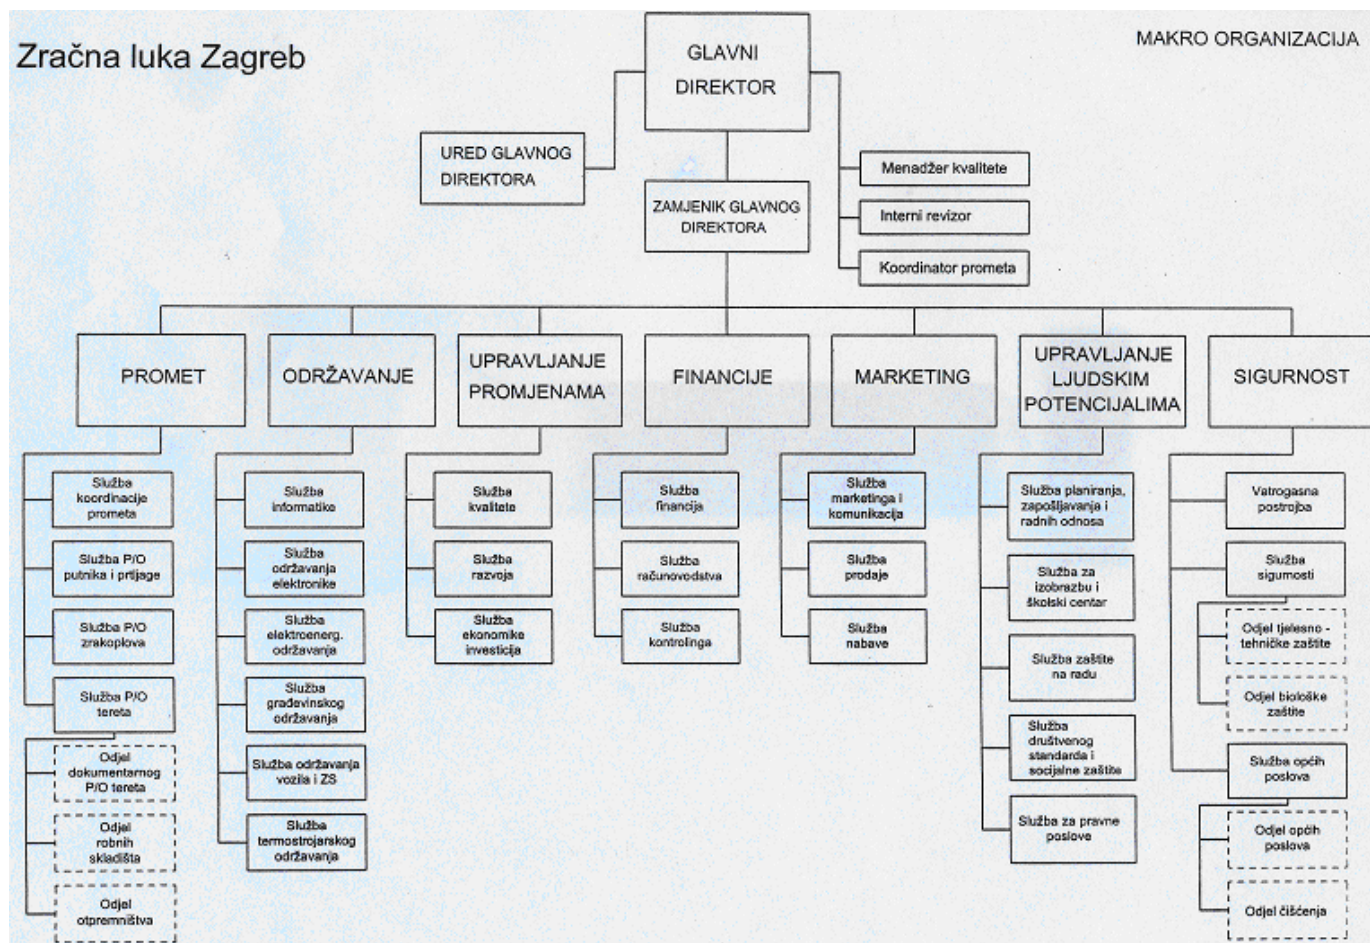 Zračna luka Zagreb
MAKRO ORGANIZACIJA
GLAVNI
DIREKTOR
URED GLAVNOG
DIREKTORA
ZAMJENIK GLAVNOG
DIREKTORA
Menadžer kvalitete
Interni revizor
Koordinator prometa
PROMET
ODRŽAVANJE
UPRAVLJANJE
PROMJENAMA
FINANCIJE
MARKETING
UPRAVLJANJE
LJUDSKIM
POTENCIJALIMA
SIGURNOST
Služba
koordinacije
prometa
Služba P/O
putnika i prtljage
Služba P/O
zrakoplova
Služba P/O
tereta
Odjel
dokumentarnog
P/O tereta
Odjel
robnih
skladišta
Odjel
otpremništva
Služba
informatike
Služba
održavanja
elektronike
Služba
elektroenerg.
održavanja
Služba
građevinskog
održavanja
Služba održavanja
vozila i ZS
Služba
termostrojarskog
održavanja
Služba
kvalitete
Služba
razvoja
Služba
ekonomike
investicija
Služba
financija
Služba
računovodstva
Služba
kontrolinga
Služba
marketinga i
komunikacija
Služba
prodaje
Služba
nabave
Služba planiranja,
zapošljavanja i
radnih odnosa
Služba za
izobrazbu i
školski centar
Služba zaštite
na radu
Služba
društvenog
standarda i
socijalne zaštite
Služba za pravne
poslove
Vatrogasna
postrojba
Služba
sigurnosti
Odjel tjelesno -
tehničke zaštite
Odjel biološke
zaštite
Služba općih
poslova
Odjel općih
poslova
Odjel čišćenja